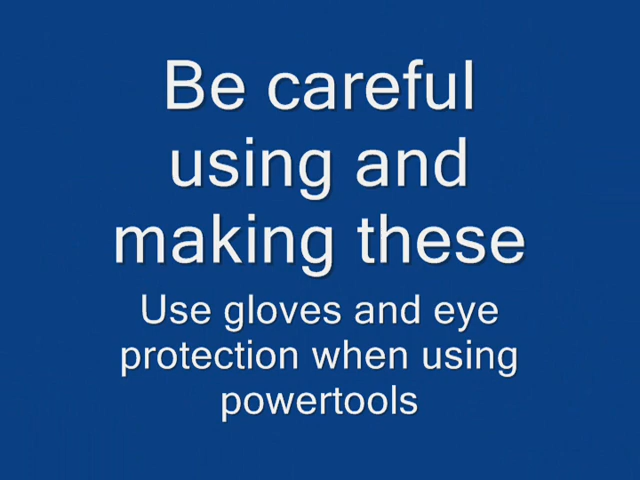 Be careful
using and
making these
Use gloves and eye
protection when using
powertools